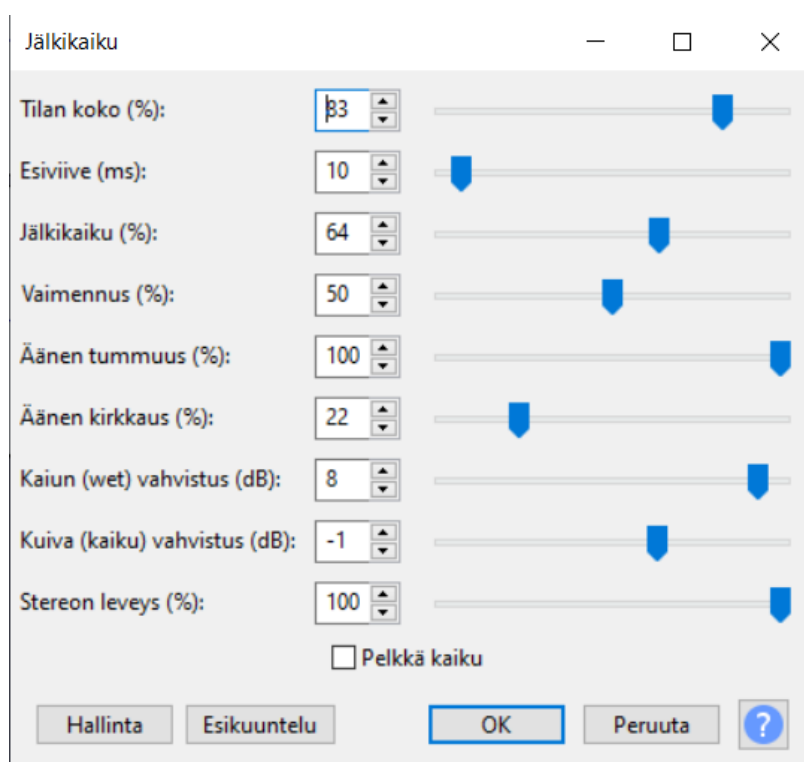 Jälkikaiku
Tilan koko (%): 83
Esiviive (ms): 10
Jälkikaiku (%): 64
Vaimennus (%): 50
Äänen tummuus (%): 100
Äänen kirkkaus (%): 22
Kaiun (wet) vahvistus (dB): 8
Kuiva (kaiku) vahvistus (dB): -1
Stereon leveys (%): 100
Pelkkä kaiku
Hallinta Esikuuntelu OK Peruuta ?